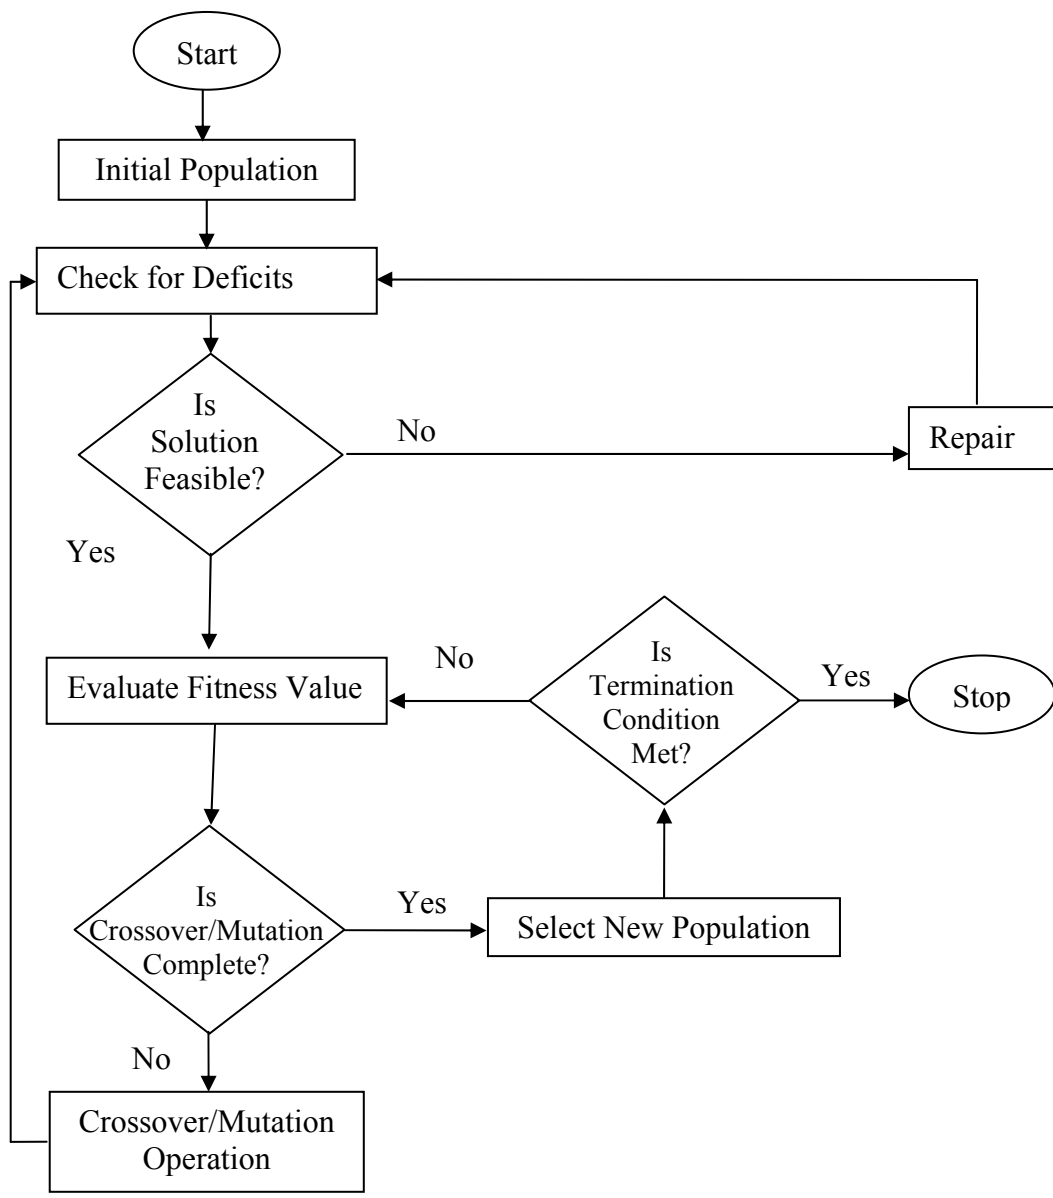 Start
Initial Population
Check for Deficits
Is
Solution
Feasible?
No
Repair
Yes
Evaluate Fitness Value
No
Is
Termination
Condition
Met?
Yes
Stop
Is
Crossover/Mutation
Complete?
Yes
Select New Population
No
Crossover/Mutation
Operation